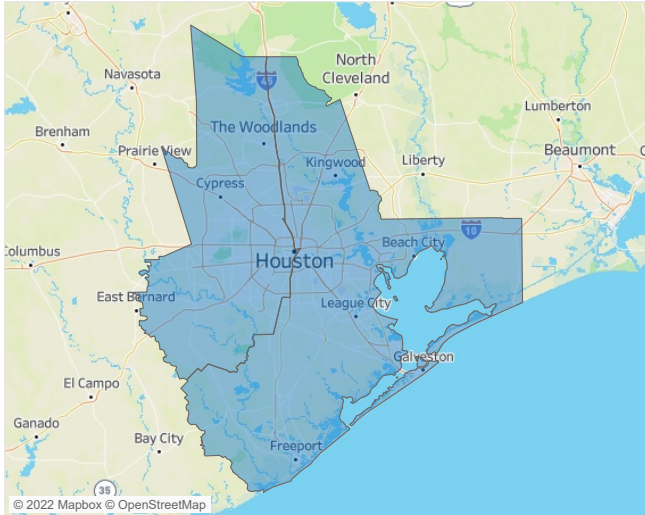 North
Cleveland
Navasota
45
Lumberton
Brenham
The Woodlands
Prairie View
Beaumont
Kingwood
Liberty
Cypress
10
Columbus
Beach City
Houston
East Bernard
League City
Galveston
El Campo
Ganado
Bay City
Freeport
35
© 2022 Mapbox © OpenStreetMap